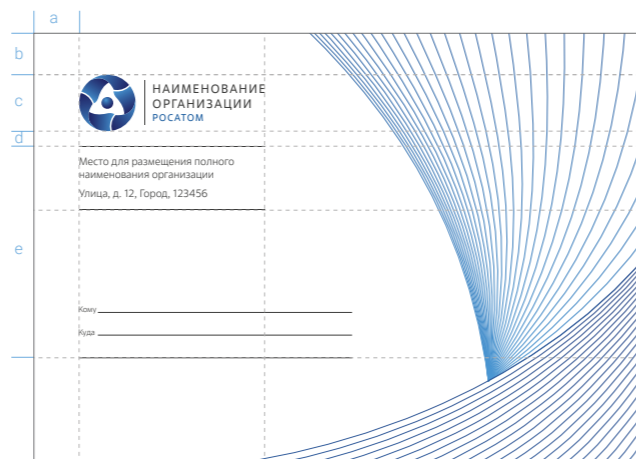 a
b
c
d
e
НАИМЕНОВАНИЕ
ОРГАНИЗАЦИИ
РОСАТОМ
Место для размещения полного
наименования организации
Улица, д. 12, Город, 123456
Кому
Куда